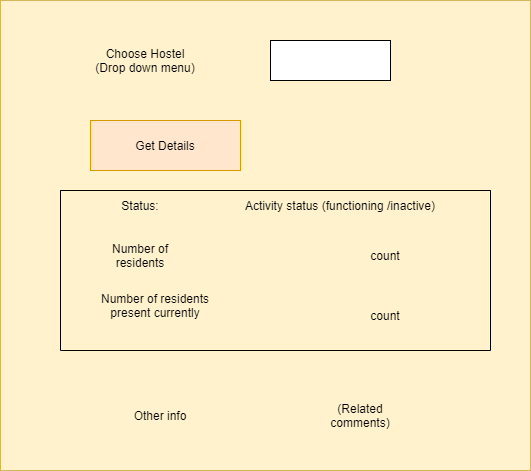 Choose Hostel
(Drop down menu)
Get Details
Status: Activity status (functioning /inactive)
Number of
residents
count
Number of residents
present currently
count
Other info
(Related
comments)